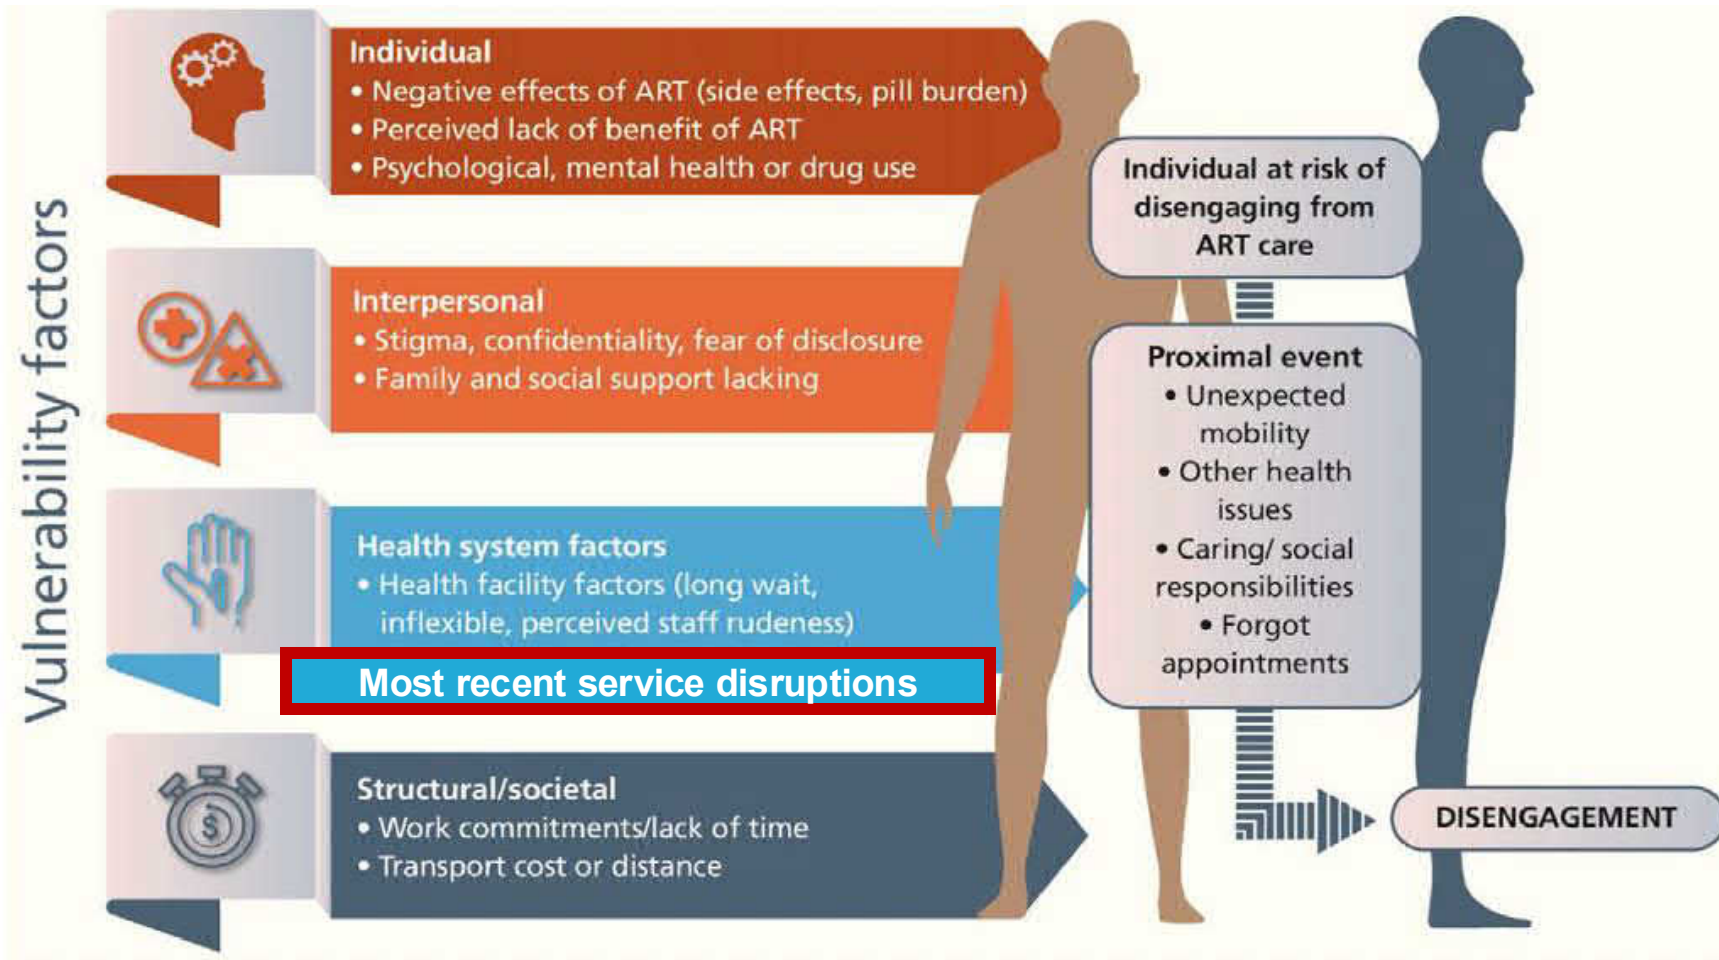 Vulnerability factors
Individual
• Negative effects of ART (side effects, pill burden)
• Perceived lack of benefit of ART
• Psychological, mental health or drug use
Interpersonal
• Stigma, confidentiality, fear of disclosure
• Family and social support lacking
Health system factors
• Health facility factors (long wait,
inflexible, perceived staff rudeness)
Most recent service disruptions
Structural/societal
• Work commitments/lack of time
• Transport cost or distance
$
Individual at risk of
disengaging from
ART care
Proximal event
• Unexpected
mobility
• Other health
issues
• Caring/ social
responsibilities
• Forgot
appointments
DISENGAGEMENT